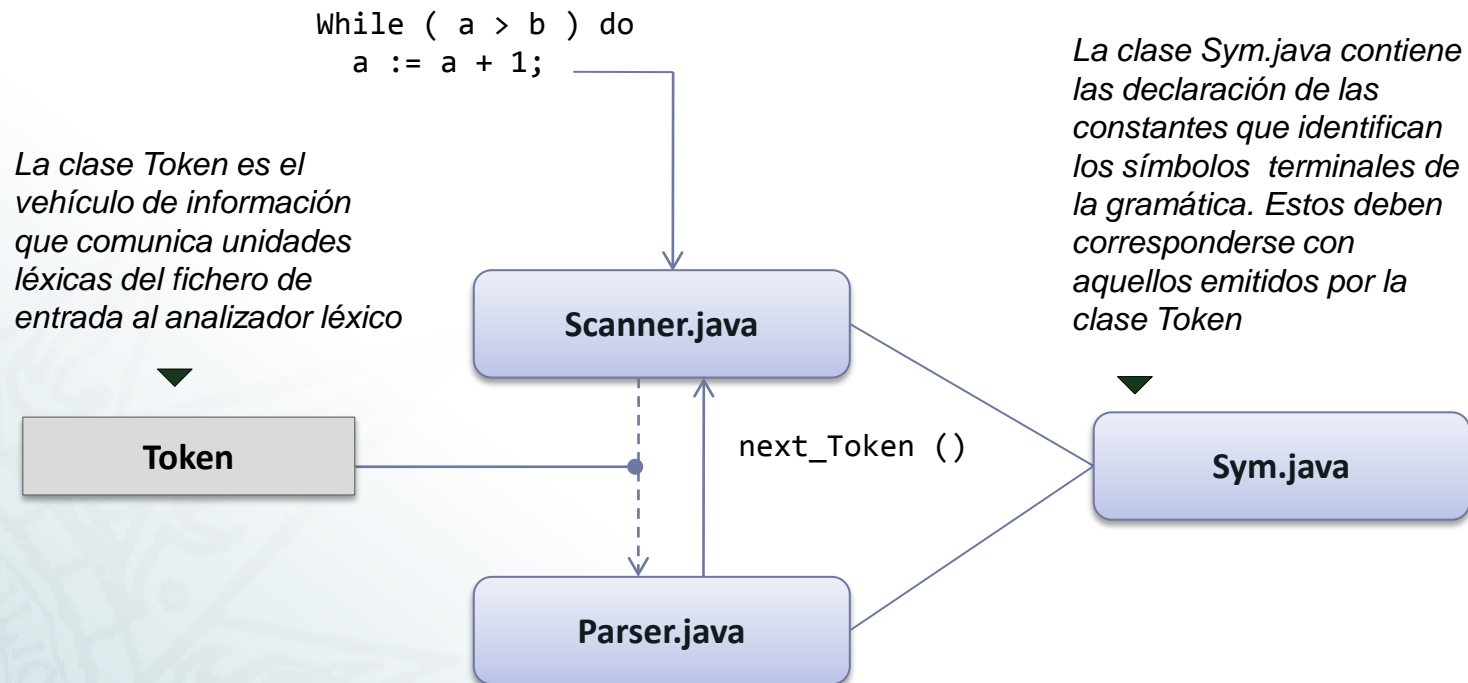 While ( a > b ) do
a := a + 1;
La clase Token es el
vehículo de información
que comunica unidades
léxicas del fichero de
entrada al analizador léxico
La clase Sym.java contiene
las declaración de las
constantes que identifican
los símbolos terminales de
la gramática. Estos deben
corresponderse con
aquellos emitidos por la
clase Token
Scanner.java
Token
next_Token ()
Sym.java
Parser.java